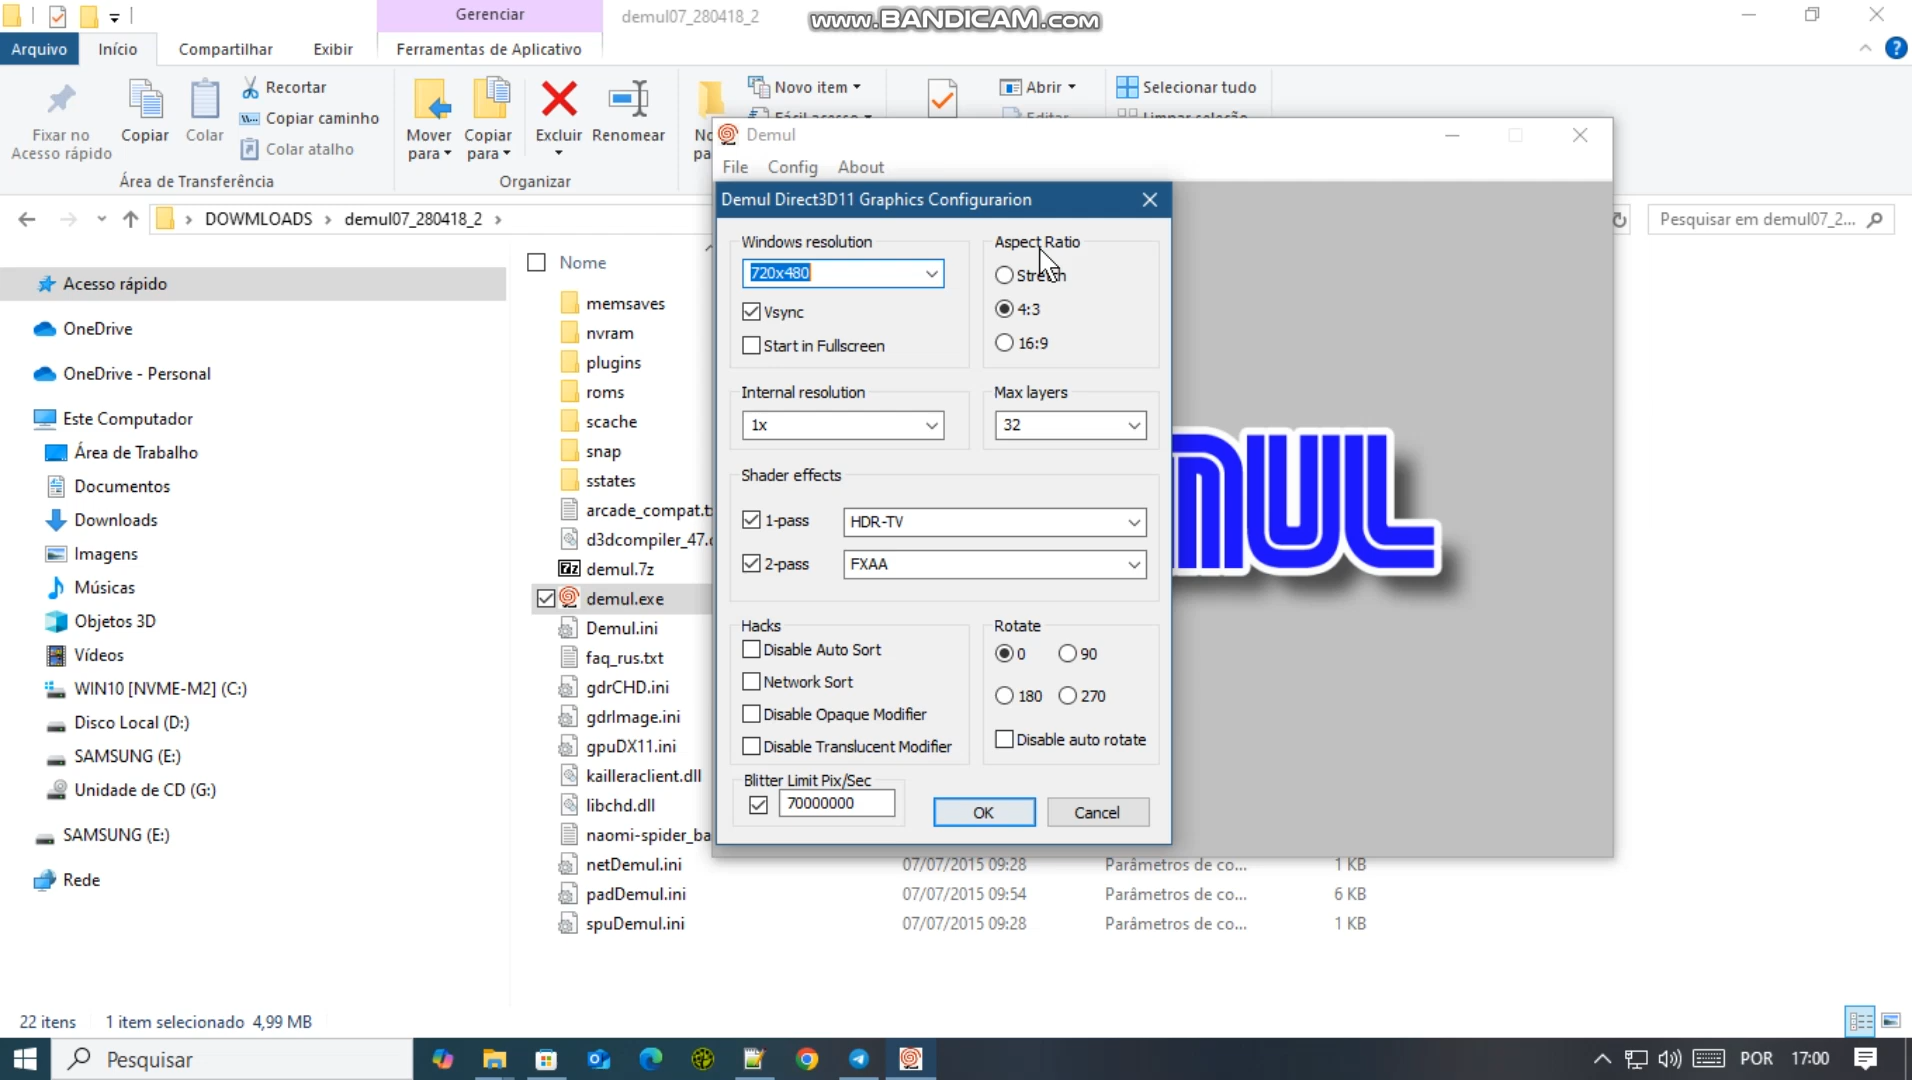 Gerenciar
demul07_280418_2
www.BANDICAM.com
Arquivo
Início
Compartilhar
Exibir
Ferramentas de Aplicativo
Fixar no
Acesso rápido
Copiar
Colar
Recortar
Copiar caminho
Colar atalho
Área de Transferência
Mover
para
Copiar
para
Excluir
Renomear
Organizar
Novo item
Abrir
Selecionar tudo
DOWMLOADS
demul07_280418_2
Pesquisar em demul07_2...
Acesso rápido
OneDrive
OneDrive - Personal
Este Computador
Área de Trabalho
Documentos
Downloads
Imagens
Músicas
Objetos 3D
Vídeos
WIN10 [NVME-M2] (C:)
Disco Local (D:)
SAMSUNG (E:)
Unidade de CD (G:)
SAMSUNG (E:)
Rede
Nome
memsaves
nvram
plugins
roms
scache
snap
sstates
arcade_compat.t
d3dcompiler_47.
demul.7z
demul.exe
Demul.ini
faq_rus.txt
gdrCHD.ini
gdrImage.ini
gpuDX11.ini
kailleraclient.dll
libchd.dll
naomi-spider_ba
netDemul.ini 07/07/2015 09:28 Parâmetros de co... 1 KB
padDemul.ini 07/07/2015 09:54 Parâmetros de co... 6 KB
spuDemul.ini 07/07/2015 09:28 Parâmetros de co... 1 KB
Demul
File Config About
Demul Direct3D11 Graphics Configurarion
Windows resolution
720x480
Vsync
Start in Fullscreen
Aspect Ratio
4:3
16:9
Internal resolution
1x
Max layers
32
Shader effects
1-pass
HDR-TV
2-pass
FXAA
Hacks
Disable Auto Sort
Network Sort
Disable Opaque Modifier
Disable Translucent Modifier
Rotate
0 90
180 270
Disable auto rotate
Blitter Limit Pix/Sec
70000000
OK
Cancel
MUL
22 itens
1 item selecionado 4,99 MB
Pesquisar
POR
17:00